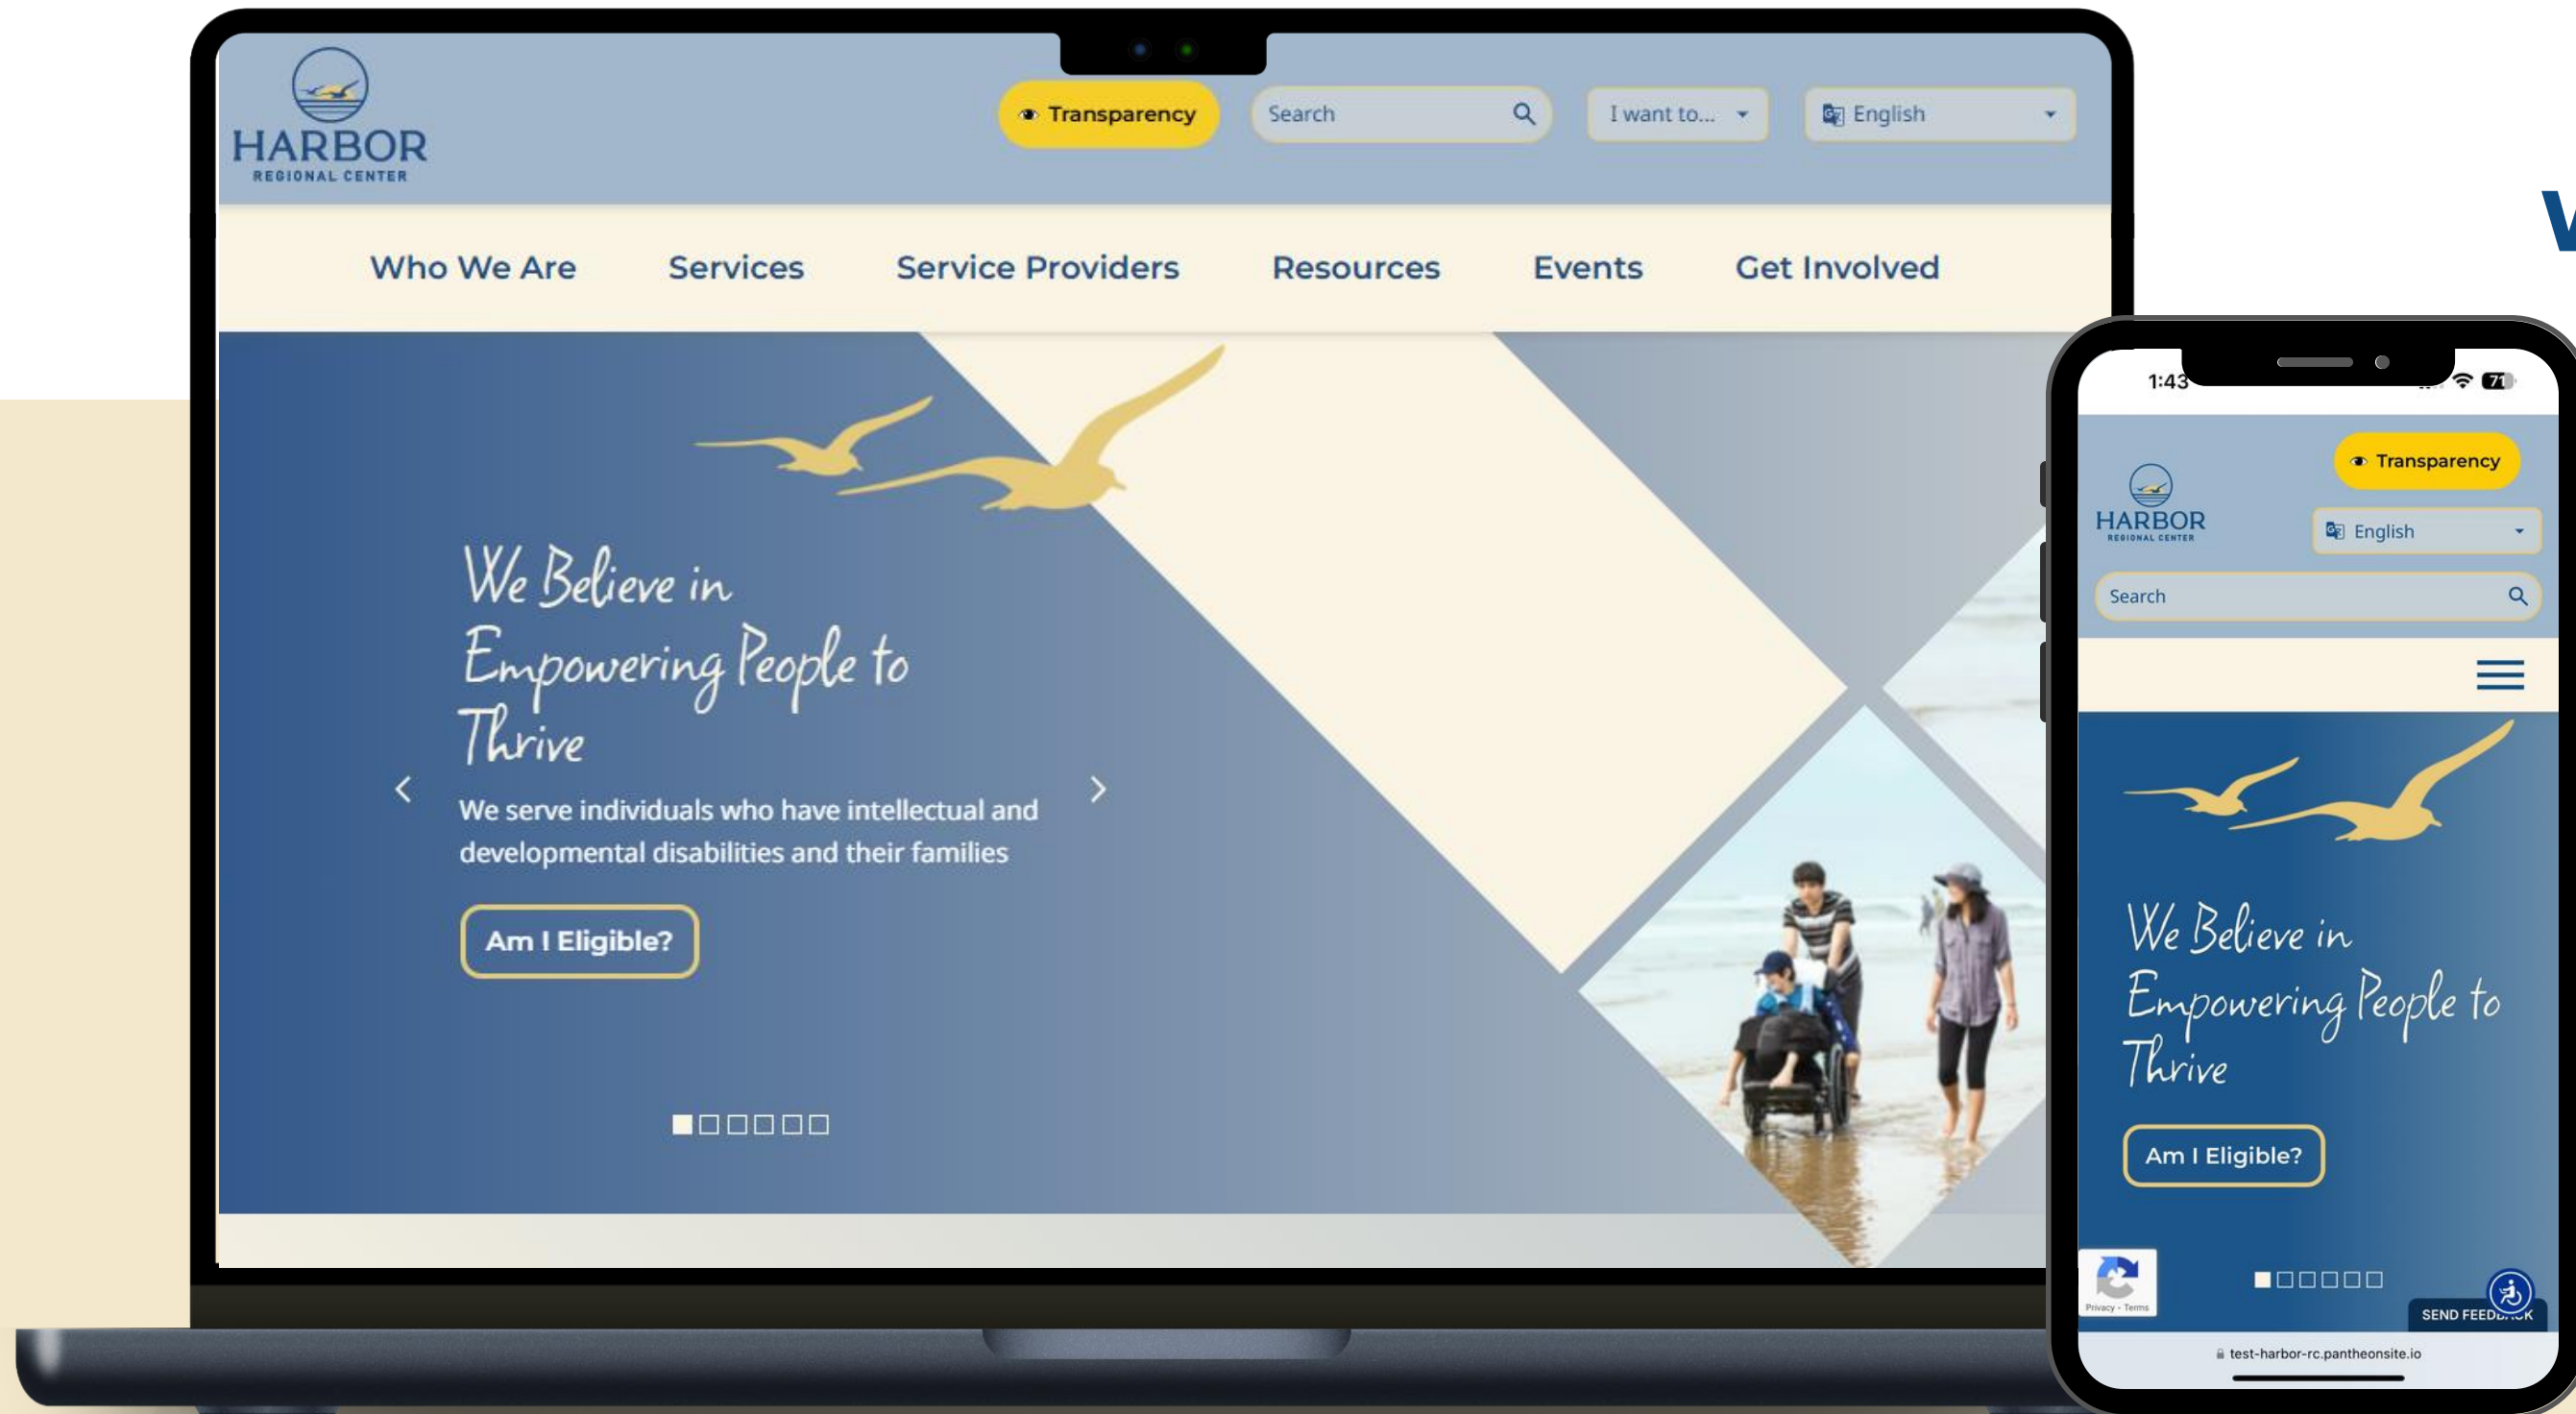 HARBOR
REGIONAL CENTER
Transparency
Search
I want to...
English
Who We Are
Services
Service Providers
Resources
Events
Get Involved
We Believe in
Empowering People to
Thrive
We serve individuals who have intellectual and
developmental disabilities and their families
Am I Eligible?
1:43
71
Transparency
HARBOR
REGIONAL CENTER
English
Search
We Believe in
Empowering People to
Thrive
Am I Eligible?
Privacy - Terms
test-harbor-rc.pantheonsite.io
SEND